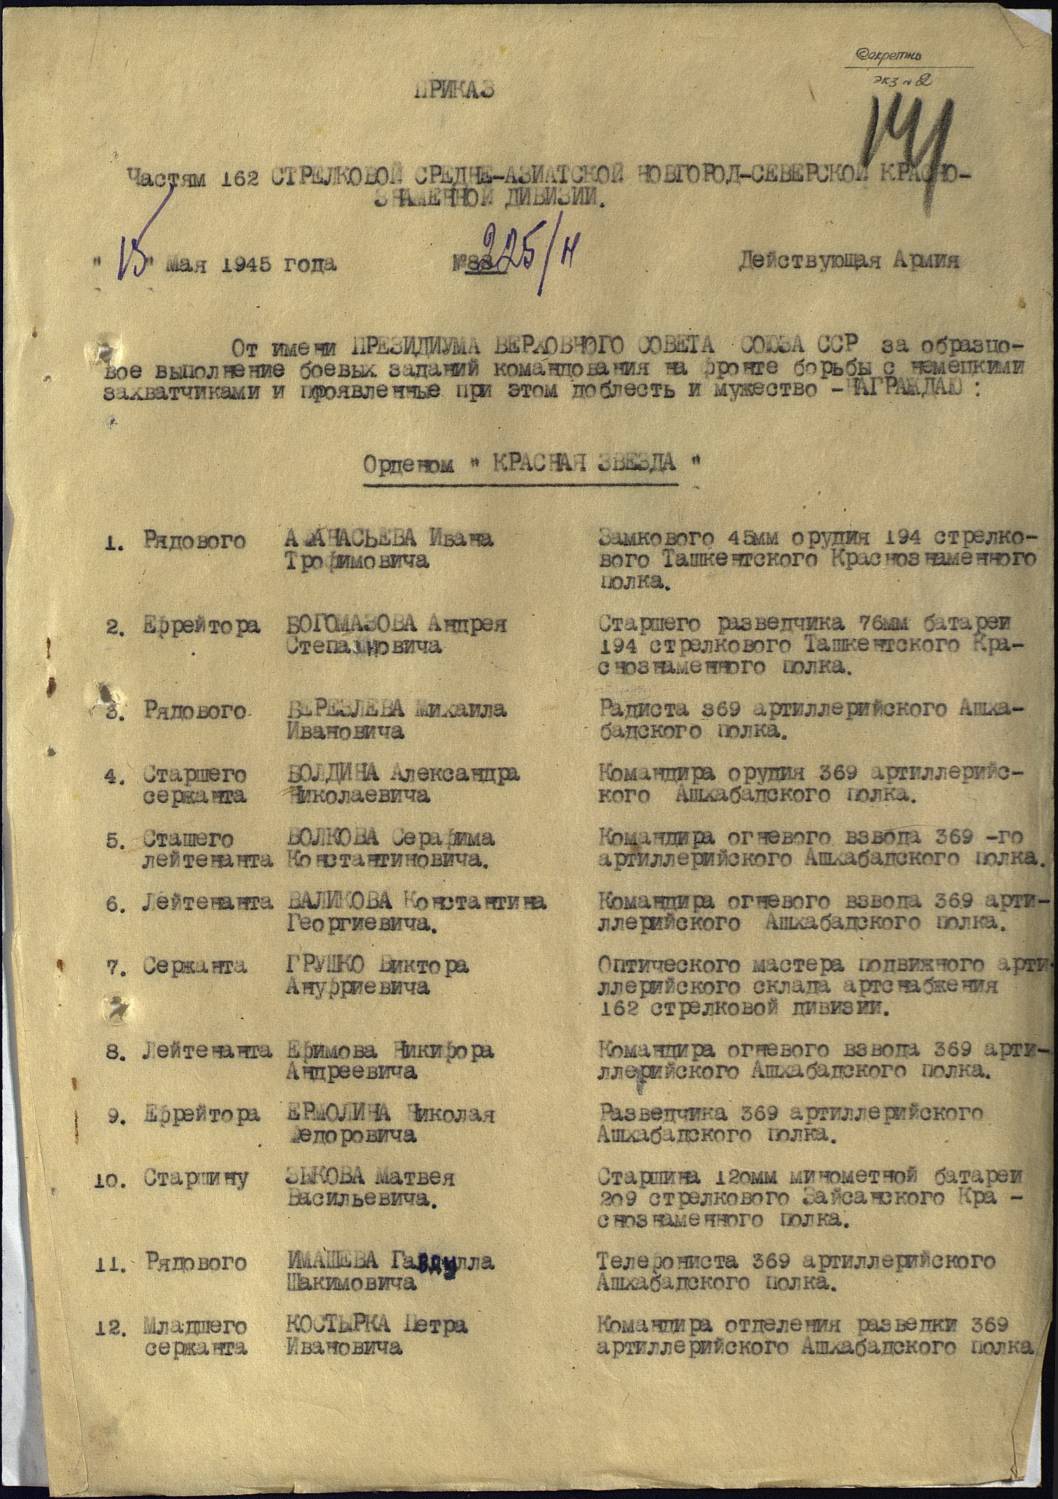 Секретно
экз № 2
141
ПРИКАЗ
Частям 162 СТРЕЛКОВОЙ СРЕДНЕ-АЗИАТСКОЙ НОВГОРОД-СЕВЕРСКОЙ КРАСНО-
ЗНАМЕННОЙ ДИВИЗИИ.
" 15 " Мая 1945 года № 225/н Действующая Армия
От имени ПРЕЗИДИУМА ВЕРХОВНОГО СОВЕТА СОЮЗА ССР за образцо-
вое выполнение боевых заданий командования на фронте борьбы с немецкими
захватчиками и проявленные при этом доблесть и мужество -НАГРАЖДАЮ:
Орденом " КРАСНАЯ ЗВЕЗДА "
1. Рядового АФАНАСЬЕВА Ивана Замкового 45мм орудия 194 стрелко-
Трофимовича вого Ташкентского Краснознаменного
полка.
2. Ефрейтора БОГОМАЗОВА Андрея Старшего разведчика 76мм батареи
Степановича 194 стрелкового Ташкентского Кра-
снознаменного полка.
3. Рядового БЕРЕЗЛЕВА Михаила Радиста 369 артиллерийского Ашха-
Ивановича бадского полка.
4. Старшего БОЛДИНА Александра Командира орудия 369 артиллерийс-
сержанта Николаевича кого Ашхабадского полка.
5. Сташего ВОЛКОВА Серафима Командира огневого взвода 369 -го
лейтенанта Константиновича. артиллерийского Ашхабадского полка.
6. Лейтенанта ВАЛИКОВА Константина Командира огневого взвода 369 арти-
Георгиевича. ллерийского Ашхабадского полка.
7. Сержанта ГРУШКО Виктора Оптического мастера подвижного арти-
Ануфриевича ллерийского склада артснабжения
162 стрелковой дивизии.
8. Лейтенанта Ефимова Никифора Командира огневого взвода 369 арти-
Андреевича ллерийского Ашхабадского полка.
9. Ефрейтора ЕРМОЛИНА Николая Разведчика 369 артиллерийского
Федоровича Ашхабадского полка.
10. Старшину ЗЫКОВА Матвея Старшина 120мм минометной батареи
Васильевича. 209 стрелкового Зайсанского Кра -
снознаменного полка.
11. Рядового ИМАШЕВА Гайдулла Телефониста 369 артиллерийского
Шакимовича Ашхабадского полка.
12. Младшего КОСТЫРКА Петра Командира отделения разведки 369
сержанта Ивановича артиллерийского Ашхабадского полка